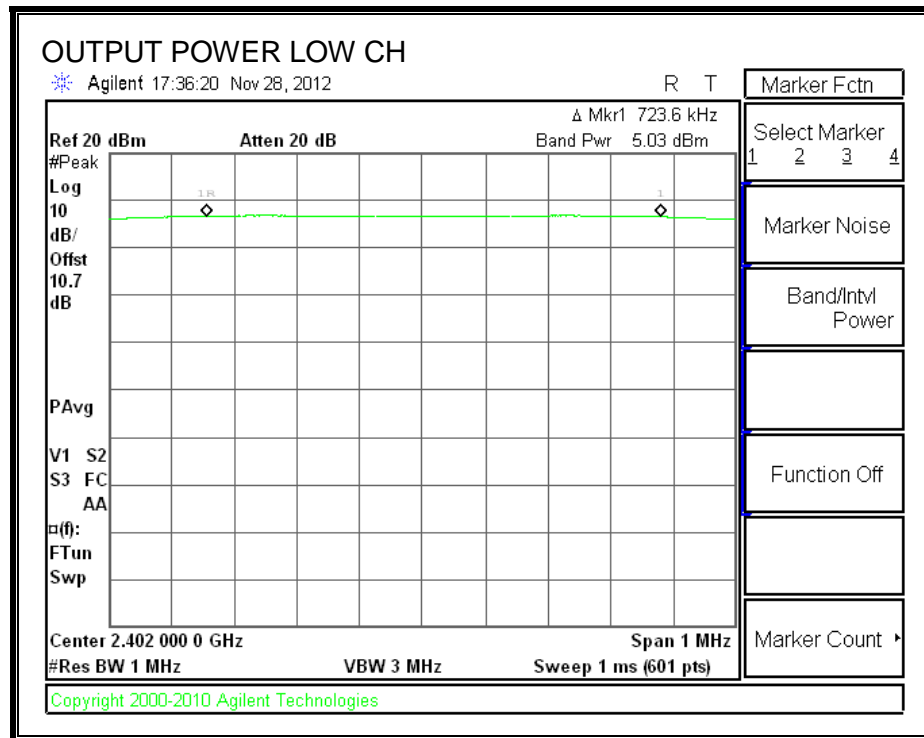 OUTPUT POWER LOW CH
Agilent 17:36:20 Nov 28, 2012
R T
Δ Mkr1 723.6 kHz
Ref 20 dBm Atten 20 dB Band Pwr 5.03 dBm
#Peak
Log
10
dB/
Offst
10.7
dB
1R
1
PAvg
V1 S2
S3 FC
AA
¤(f):
FTun
Swp
Center 2.402 000 0 GHz Span 1 MHz
#Res BW 1 MHz VBW 3 MHz Sweep 1 ms (601 pts)
Copyright 2000-2010 Agilent Technologies
Marker Fctn
Select Marker
1 2 3 4
Marker Noise
Band/Intvl
Power
Function Off
Marker Count